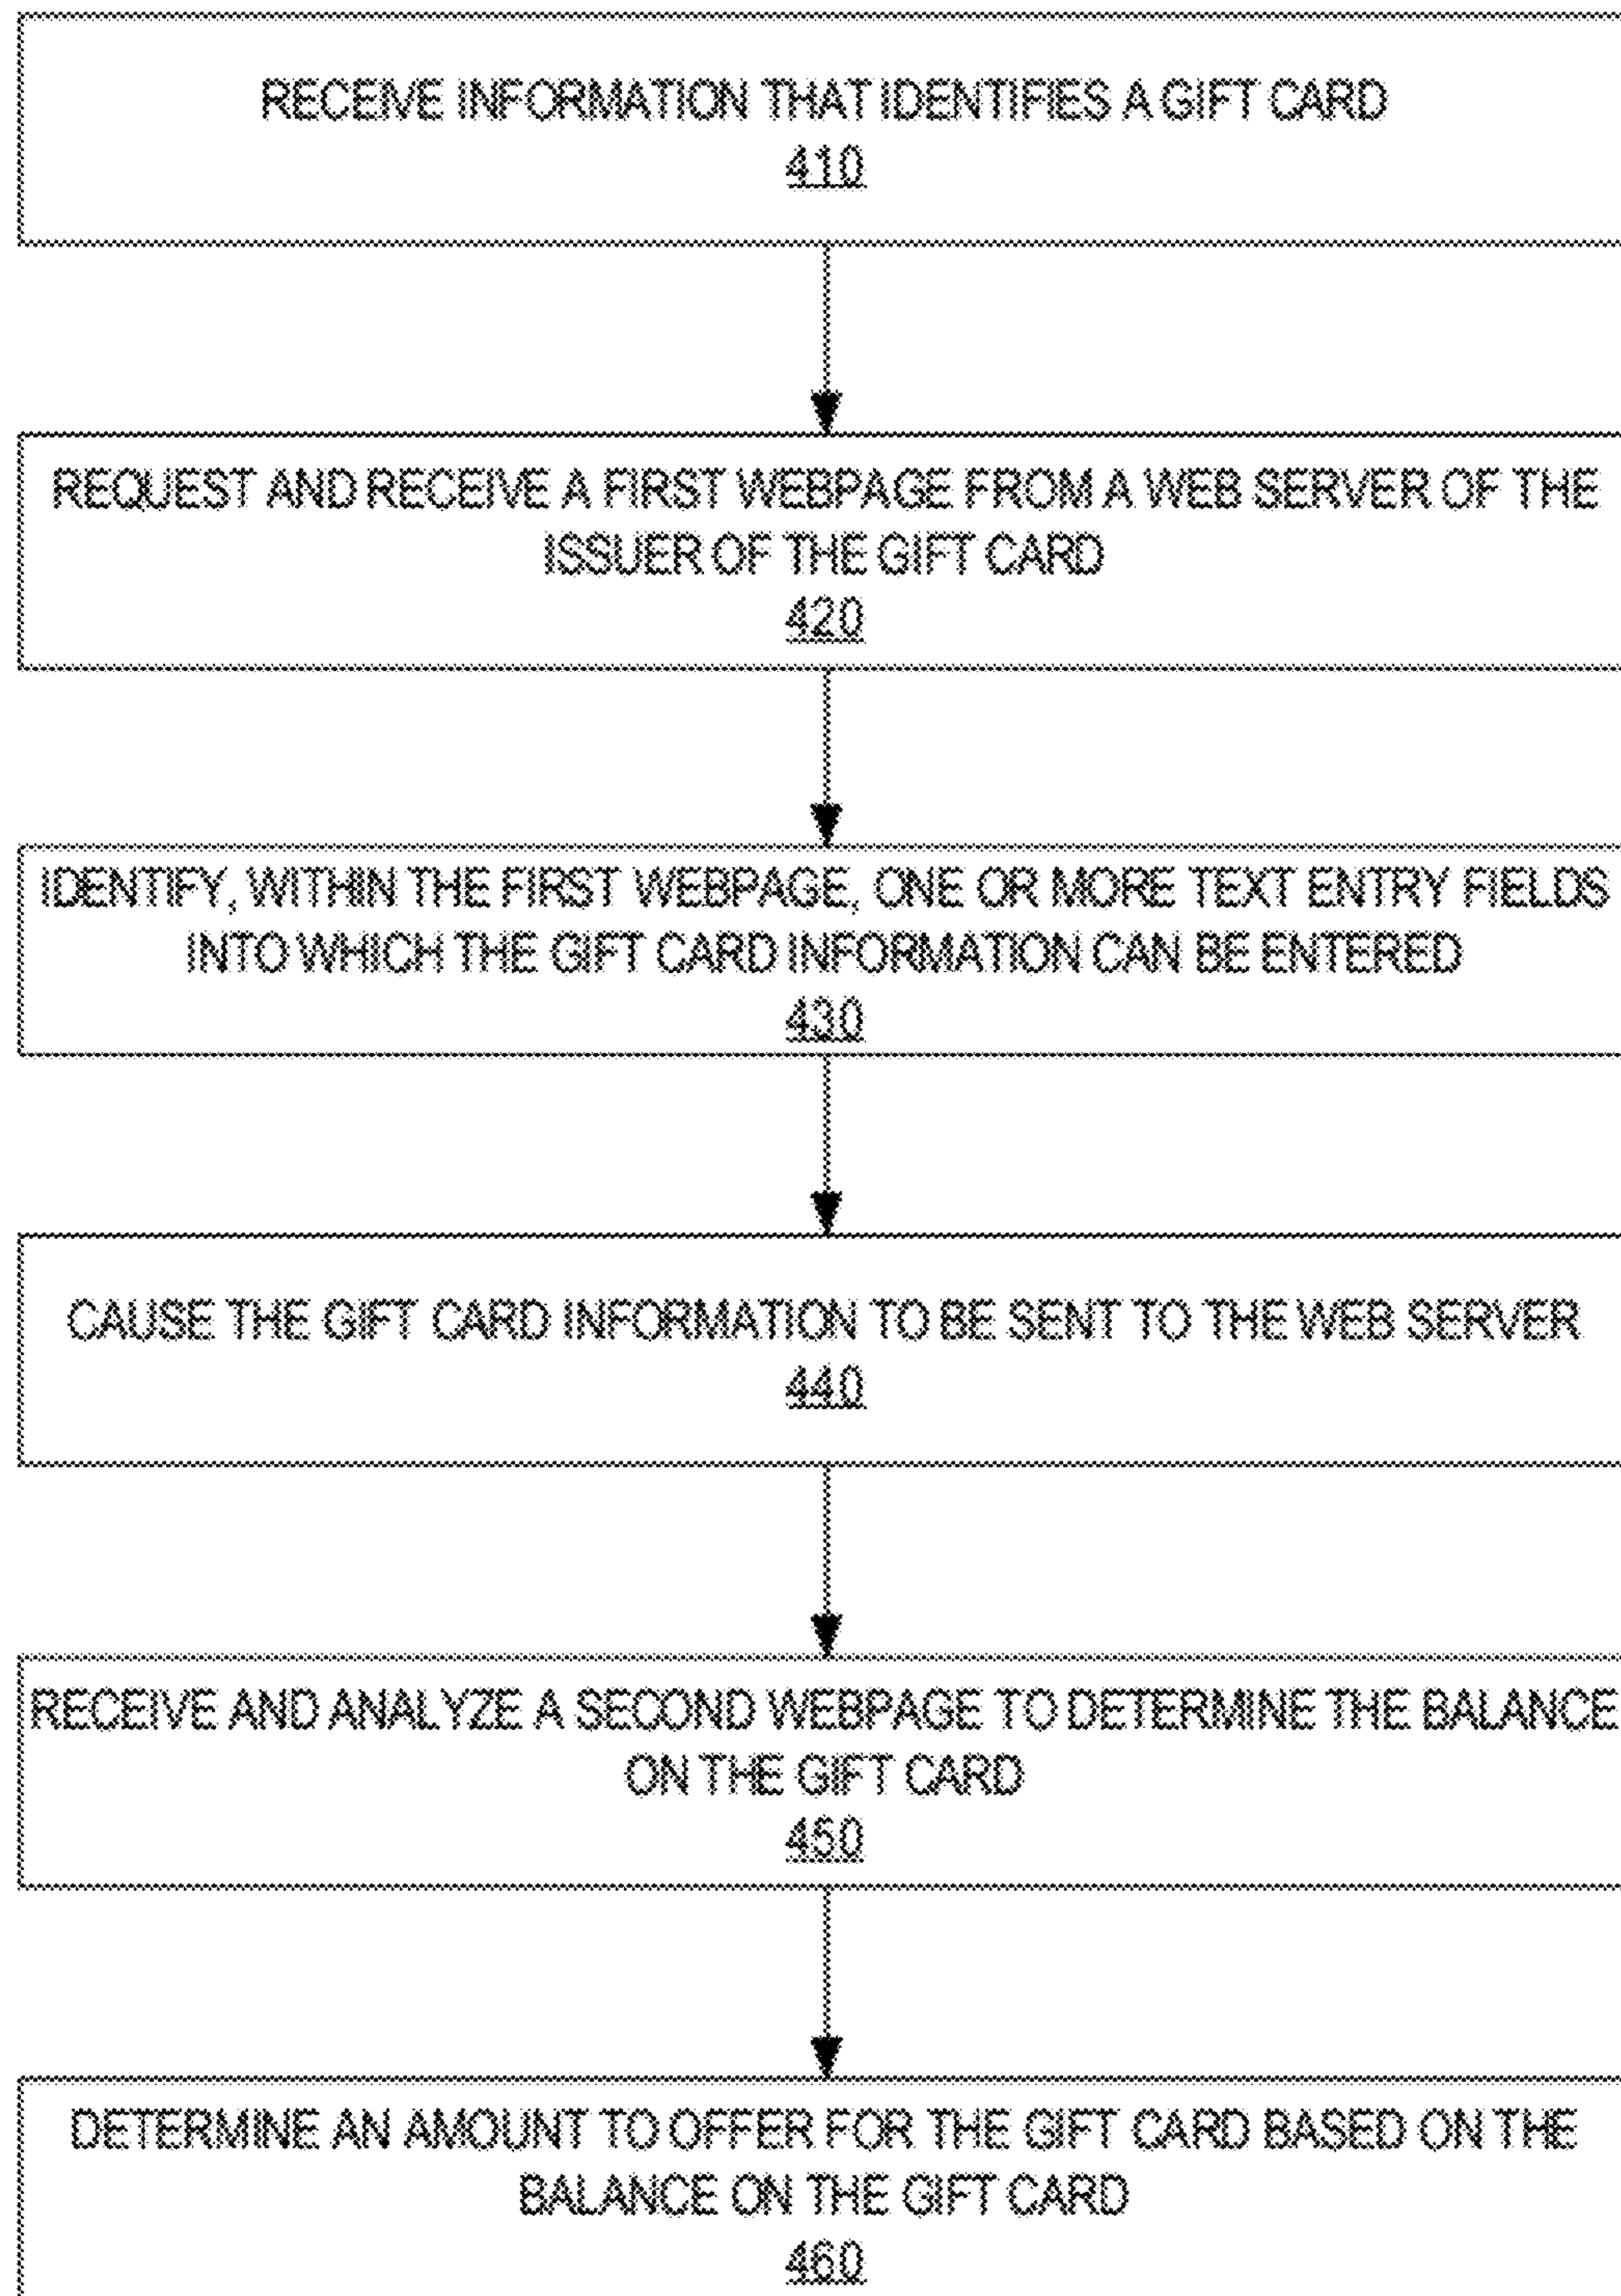 RECEIVE INFORMATION THAT IDENTIFIES A GIFT CARD
410
REQUEST AND RECEIVE A FIRST WEBPAGE FROM A WEB SERVER OF THE
ISSUER OF THE GIFT CARD
420
IDENTIFY, WITHIN THE FIRST WEBPAGE, ONE OR MORE TEXT ENTRY FIELDS
INTO WHICH THE GIFT CARD INFORMATION CAN BE ENTERED
430
CAUSE THE GIFT CARD INFORMATION TO BE SENT TO THE WEB SERVER
440
RECEIVE AND ANALYZE A SECOND WEBPAGE TO DETERMINE THE BALANCE
ON THE GIFT CARD
450
DETERMINE AN AMOUNT TO OFFER FOR THE GIFT CARD BASED ON THE
BALANCE ON THE GIFT CARD
460